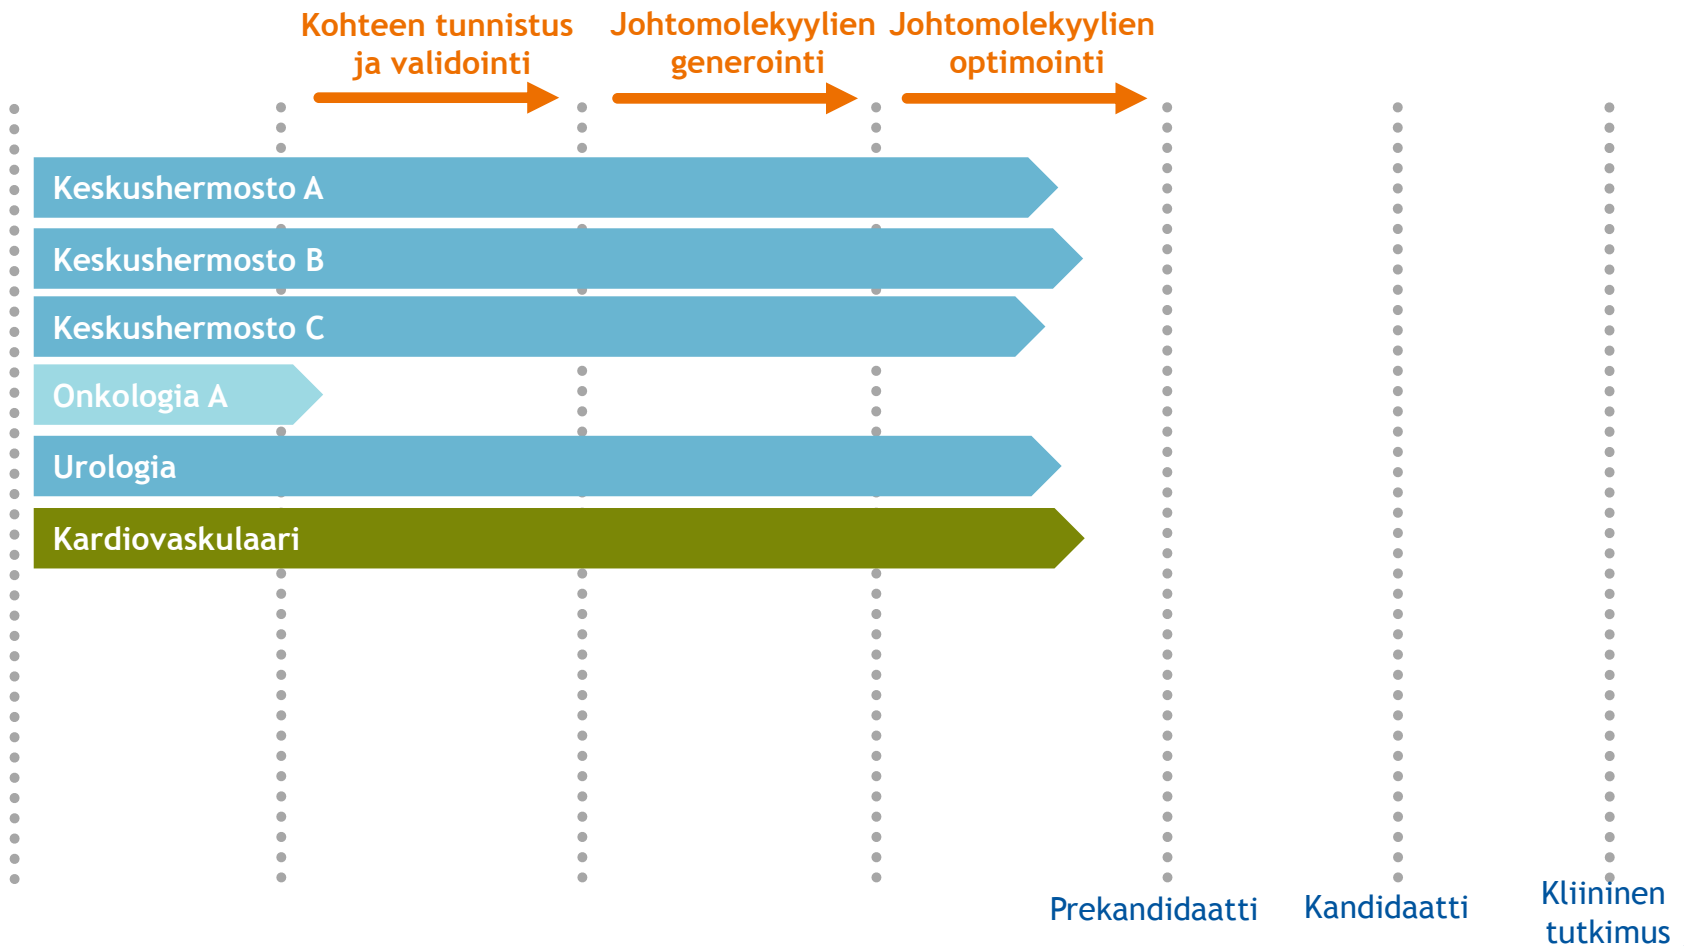 Kohteen tunnistus
ja validointi
Johtomolekyylien
generointi
Johtomolekyylien
optimointi
Keskushermosto A
Keskushermosto B
Keskushermosto C
Onkologia A
Urologia
Kardiovaskulaari
Prekandidaatti
Kandidaatti
Kliininen
tutkimus